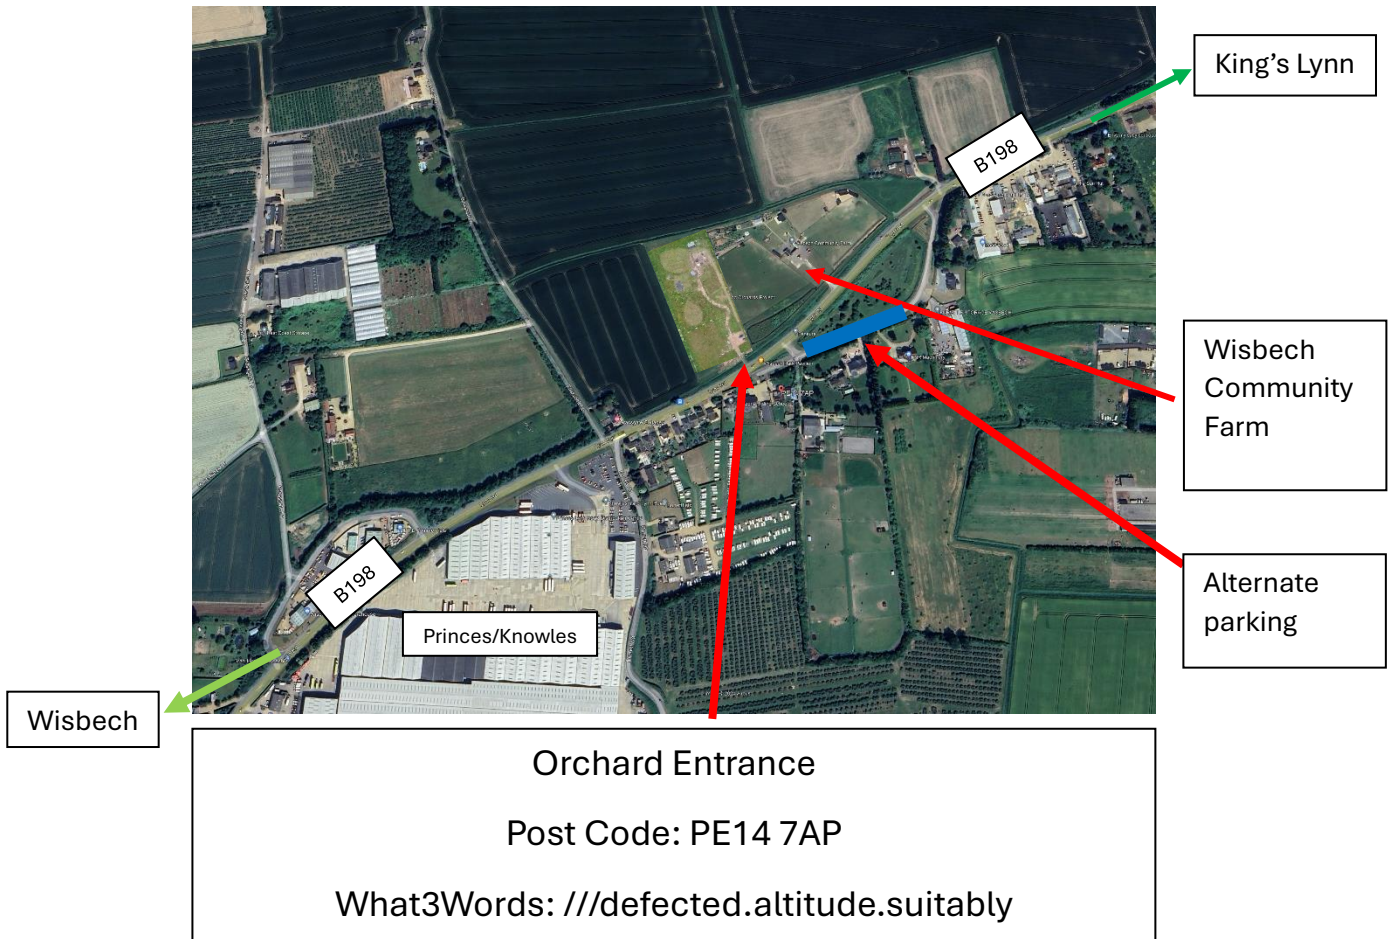 King’s Lynn
B198
Wisbech
Community
Farm
Alternate
parking
B198
Princes/Knowles
Wisbech
Orchard Entrance
Post Code: PE14 7AP
What3Words: ///defected.altitude.suitably